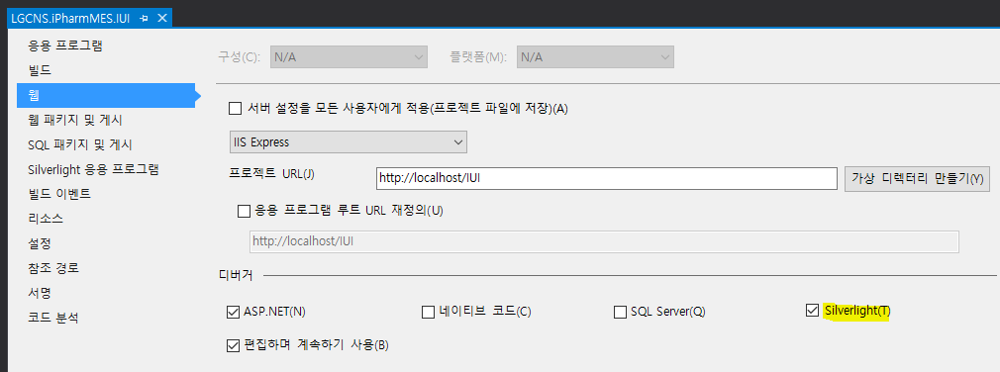 LGCNS.iPharmMES.IUI
응용 프로그램
빌드
웹
웹 패키지 및 게시
SQL 패키지 및 게시
Silverlight 응용 프로그램
빌드 이벤트
리소스
설정
참조 경로
서명
코드 분석
구성(C): N/A 플랫폼(M): N/A
서버 설정을 모든 사용자에게 적용(프로젝트 파일에 저장)(A)
IIS Express
프로젝트 URL(J) http://localhost/IUI 가상 디렉터리 만들기(Y)
응용 프로그램 루트 URL 재정의(U)
http://localhost/IUI
디버거
ASP.NET(N) 네이티브 코드(C) SQL Server(Q) Silverlight(T)
편집하며 계속하기 사용(B)